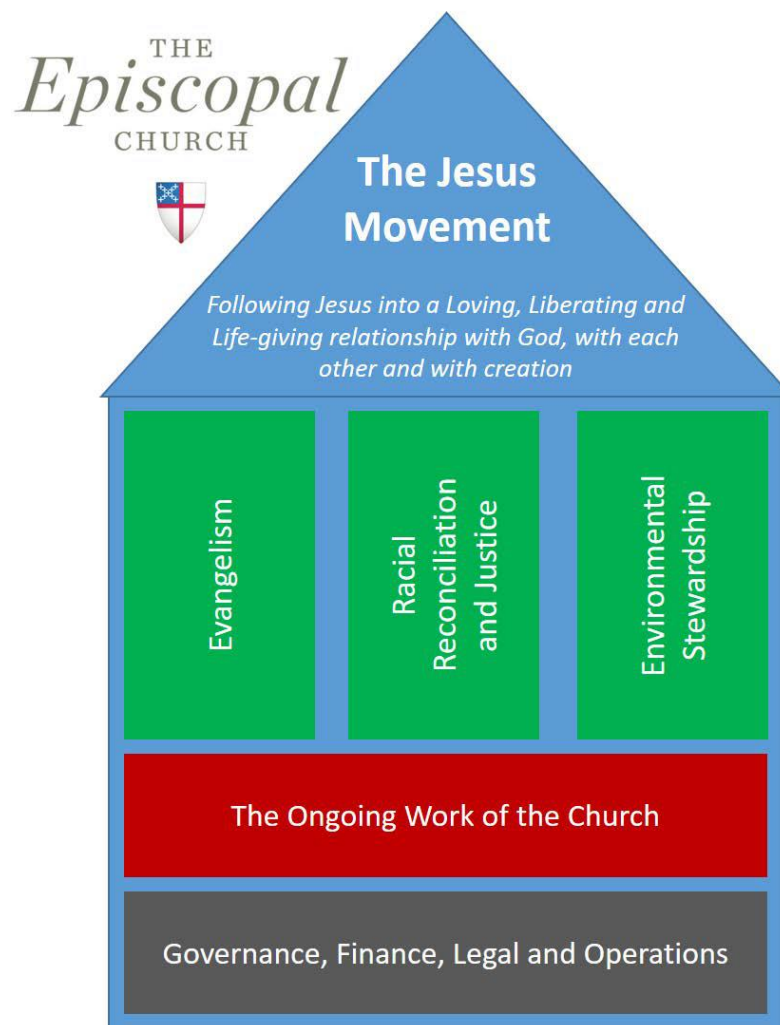 THE
Episcopal
CHURCH
The Jesus
Movement
Following Jesus into a Loving, Liberating and
Life-giving relationship with God, with each
other and with creation
Evangelism
Racial
Reconciliation
and Justice
Environmental
Stewardship
The Ongoing Work of the Church
Governance, Finance, Legal and Operations